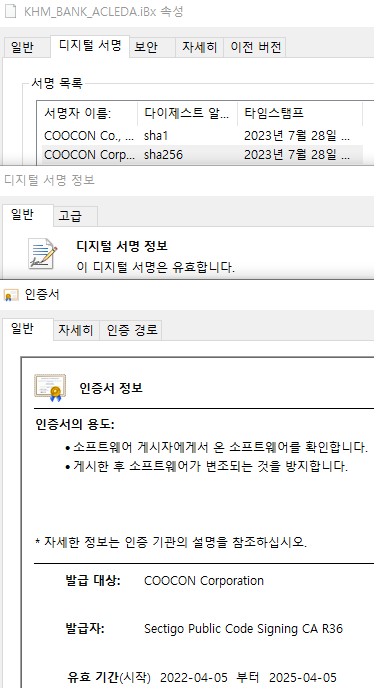 KHM_BANK_ACLEDA.iBx 속성
일반 디지털 서명 보안 자세히 이전 버전
서명 목록
서명자 이름: 다이제스트 알... 타임스탬프
COOCON Co., ... sha1 2023년 7월 28일 ...
COOCON Corp... sha256 2023년 7월 28일 ...
디지털 서명 정보
일반 고급
디지털 서명 정보
이 디지털 서명은 유효합니다.
인증서
일반 자세히 인증 경로
인증서 정보
인증서의 용도:
• 소프트웨어 게시자에게서 온 소프트웨어를 확인합니다.
• 게시한 후 소프트웨어가 변조되는 것을 방지합니다.
* 자세한 정보는 인증 기관의 설명을 참조하십시오.
발급 대상: COOCON Corporation
발급자: Sectigo Public Code Signing CA R36
유효 기간(시작) 2022-04-05 부터 2025-04-05